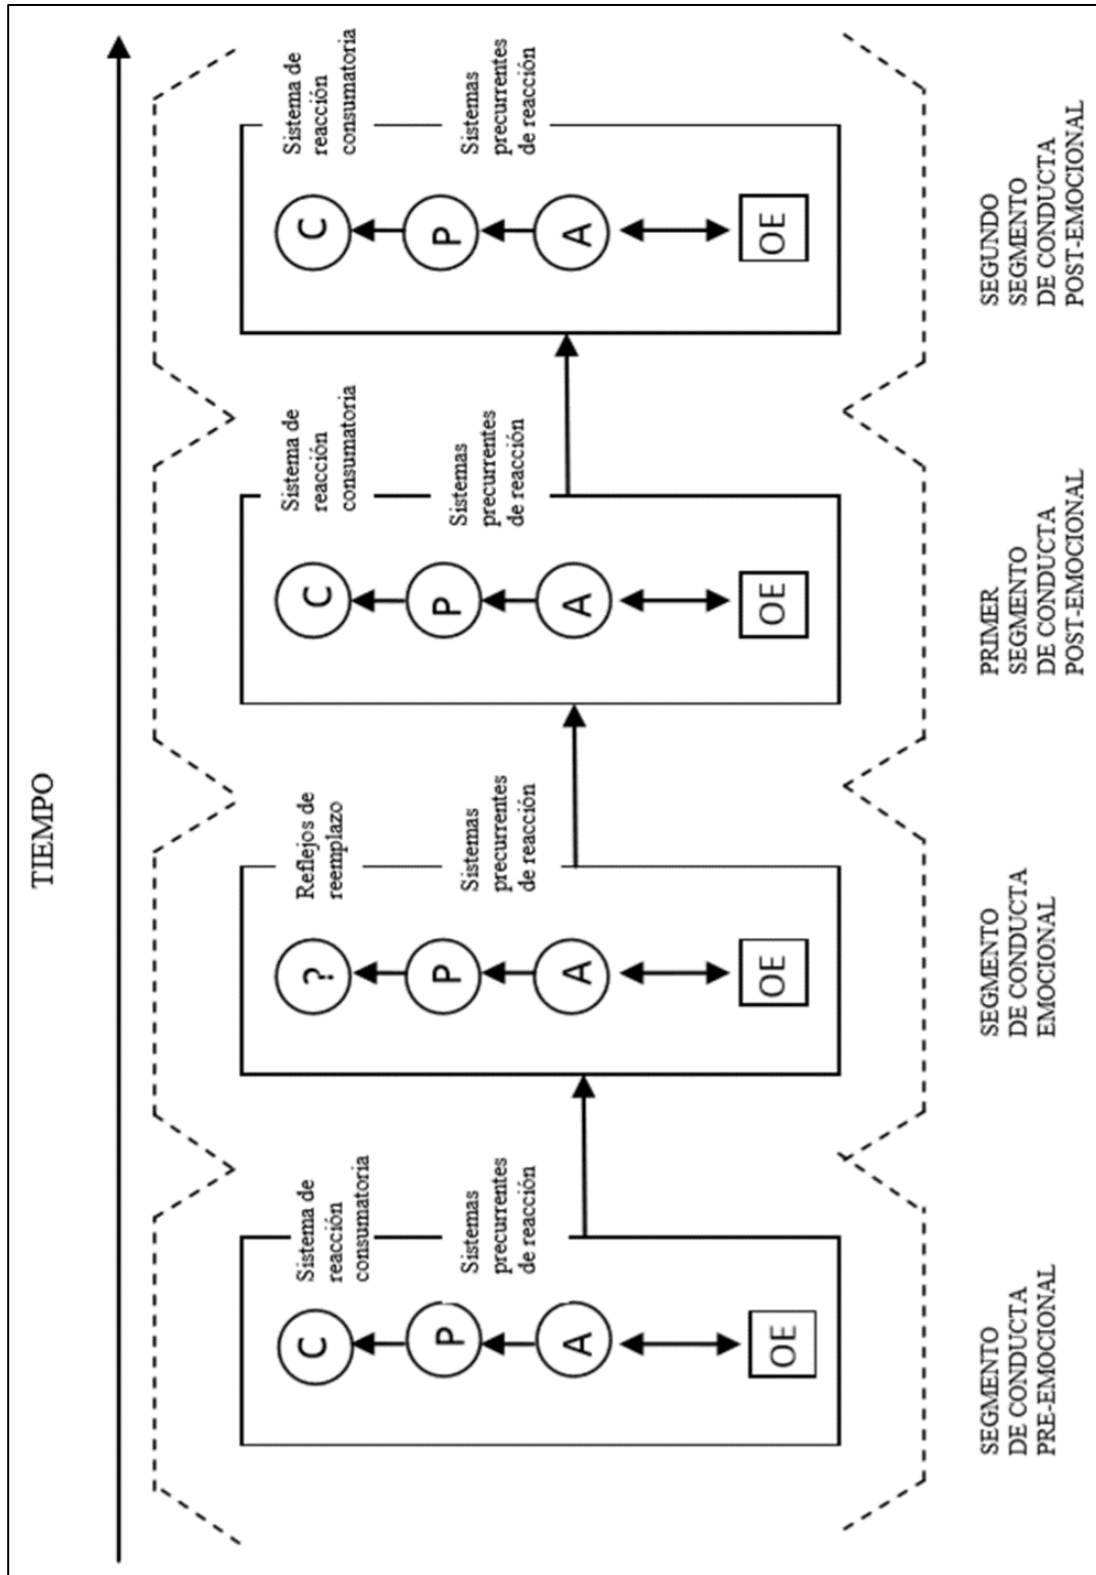 TIEMPO
Sistema de
reacción
consumatoria
Sistemas
precurrentes
de reacción
C
P
A
OE
SEGMENTO
DE CONDUCTA
PRE-EMOCIONAL
Reflejos de
reemplazo
Sistemas
precurrentes
de reacción
?
P
A
OE
SEGMENTO
DE CONDUCTA
EMOCIONAL
Sistema de
reacción
consumatoria
Sistemas
precurrentes
de reacción
C
P
A
OE
PRIMER
SEGMENTO
DE CONDUCTA
POST-EMOCIONAL
Sistema de
reacción
consumatoria
Sistemas
precurrentes
de reacción
C
P
A
OE
SEGUNDO
SEGMENTO
DE CONDUCTA
POST-EMOCIONAL